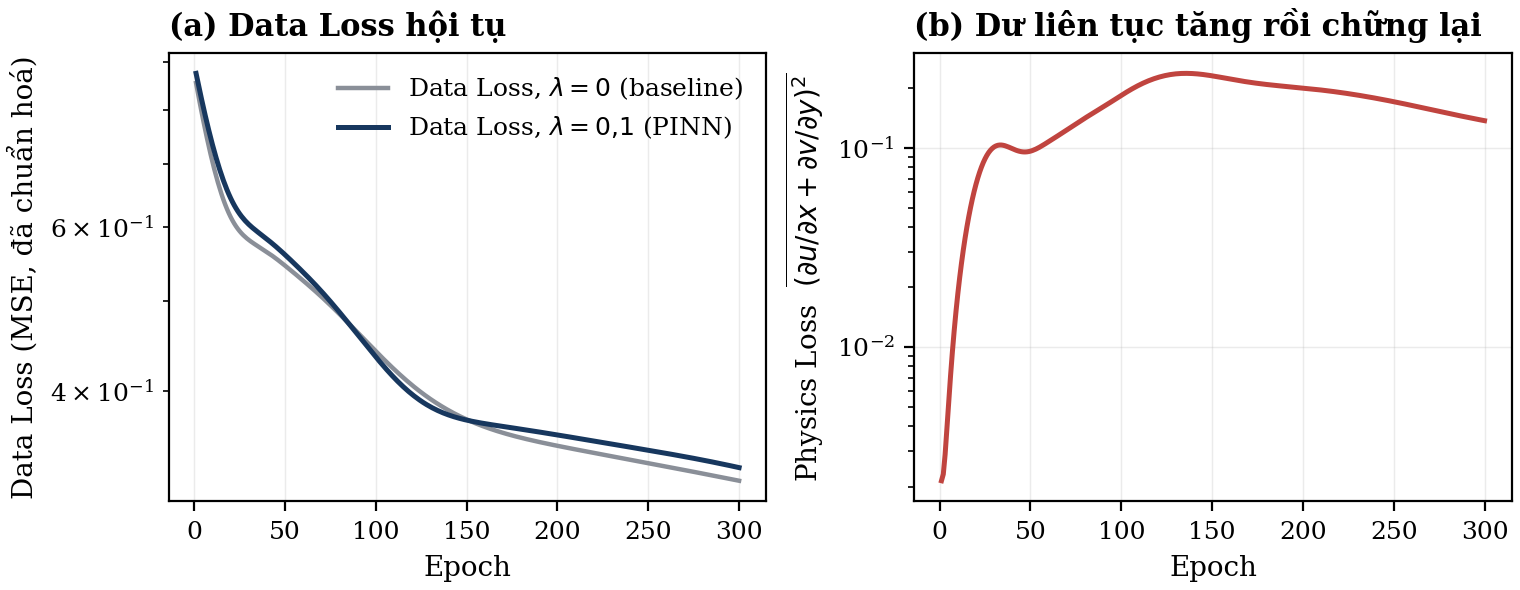 (a) Data Loss hội tụ
Data Loss (MSE, đã chuẩn hoá)
6 × 10⁻¹
4 × 10⁻¹
Data Loss, λ = 0 (baseline)
Data Loss, λ = 0,1 (PINN)
0 50 100 150 200 250 300
Epoch
(b) Dư liên tục tăng rồi chững lại
Physics Loss (∂u/∂x + ∂v/∂y)²
10⁻¹
10⁻²
0 50 100 150 200 250 300
Epoch